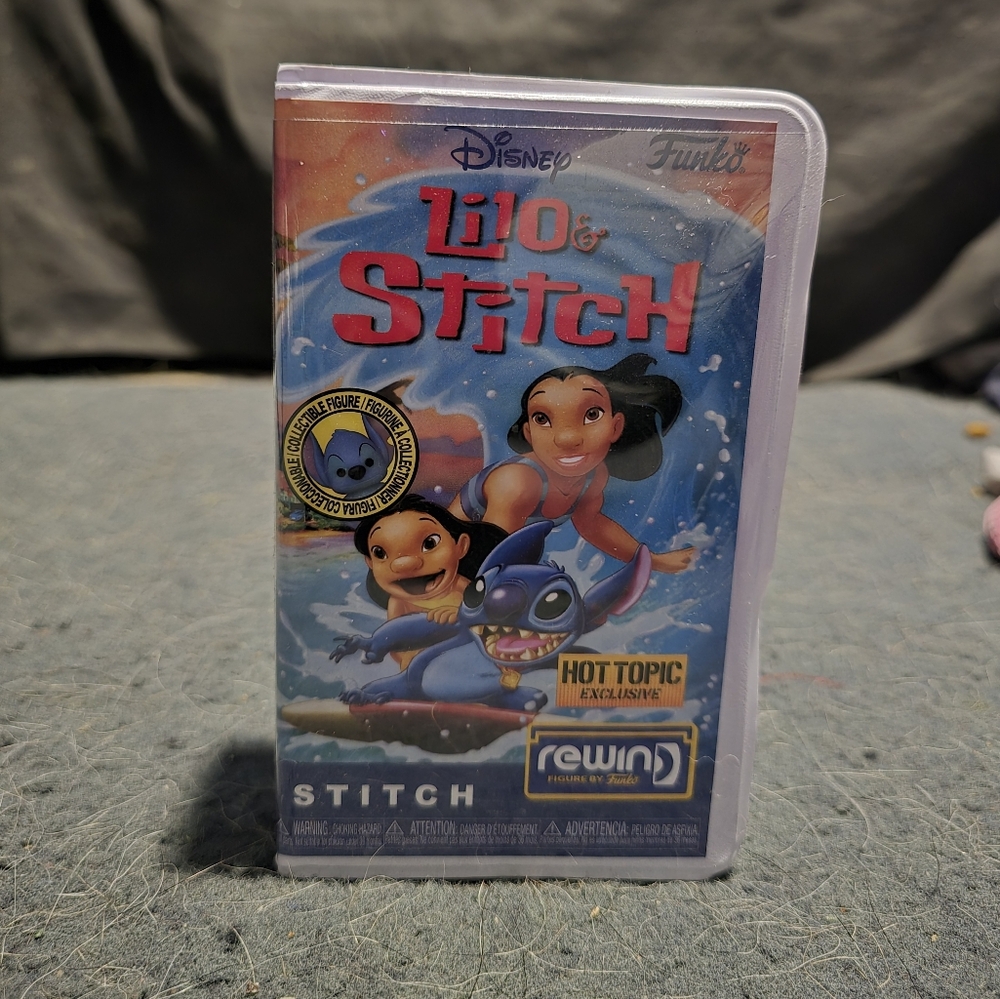 Disney
Funko
Lilo &
Stitch
COLLECTIBLE FIGURE / FIGURINE À COLLECTIONNER / FIGURA COLECCIONABLE /
HOT TOPIC
EXCLUSIVE
rewind
FIGURE BY Funko
STITCH
WARNING: CHOKING HAZARD ATTENTION: DANGER D'ÉTOUFFEMENT ADVERTENCIA: PELIGRO DE ASFIXIA